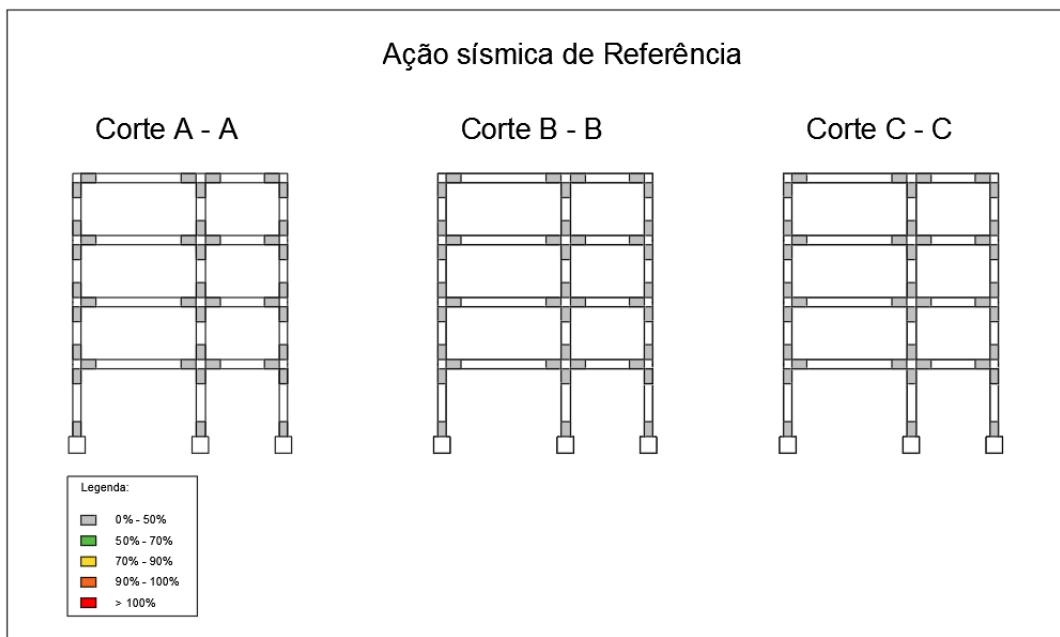 Ação sísmica de Referência
Corte A - A
Corte B - B
Corte C - C
Legenda:
0% - 50%
50% - 70%
70% - 90%
90% - 100%
> 100%